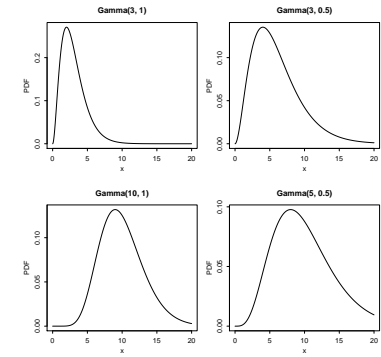 Gamma(3, 1)
PDF
0.0 0.1 0.2
0 5 10 15 20
x
Gamma(3, 0.5)
PDF
0.00 0.05 0.10
0 5 10 15 20
x
Gamma(10, 1)
PDF
0.00 0.05 0.10
0 5 10 15 20
x
Gamma(5, 0.5)
PDF
0.00 0.05 0.10
0 5 10 15 20
x